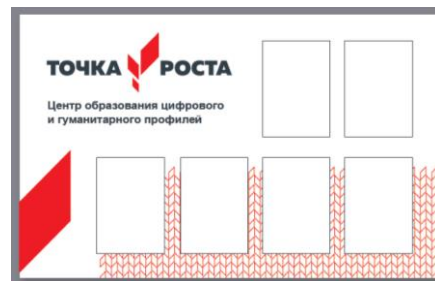 ТОЧКА РОСТА
Центр образования цифрового
и гуманитарного профилей